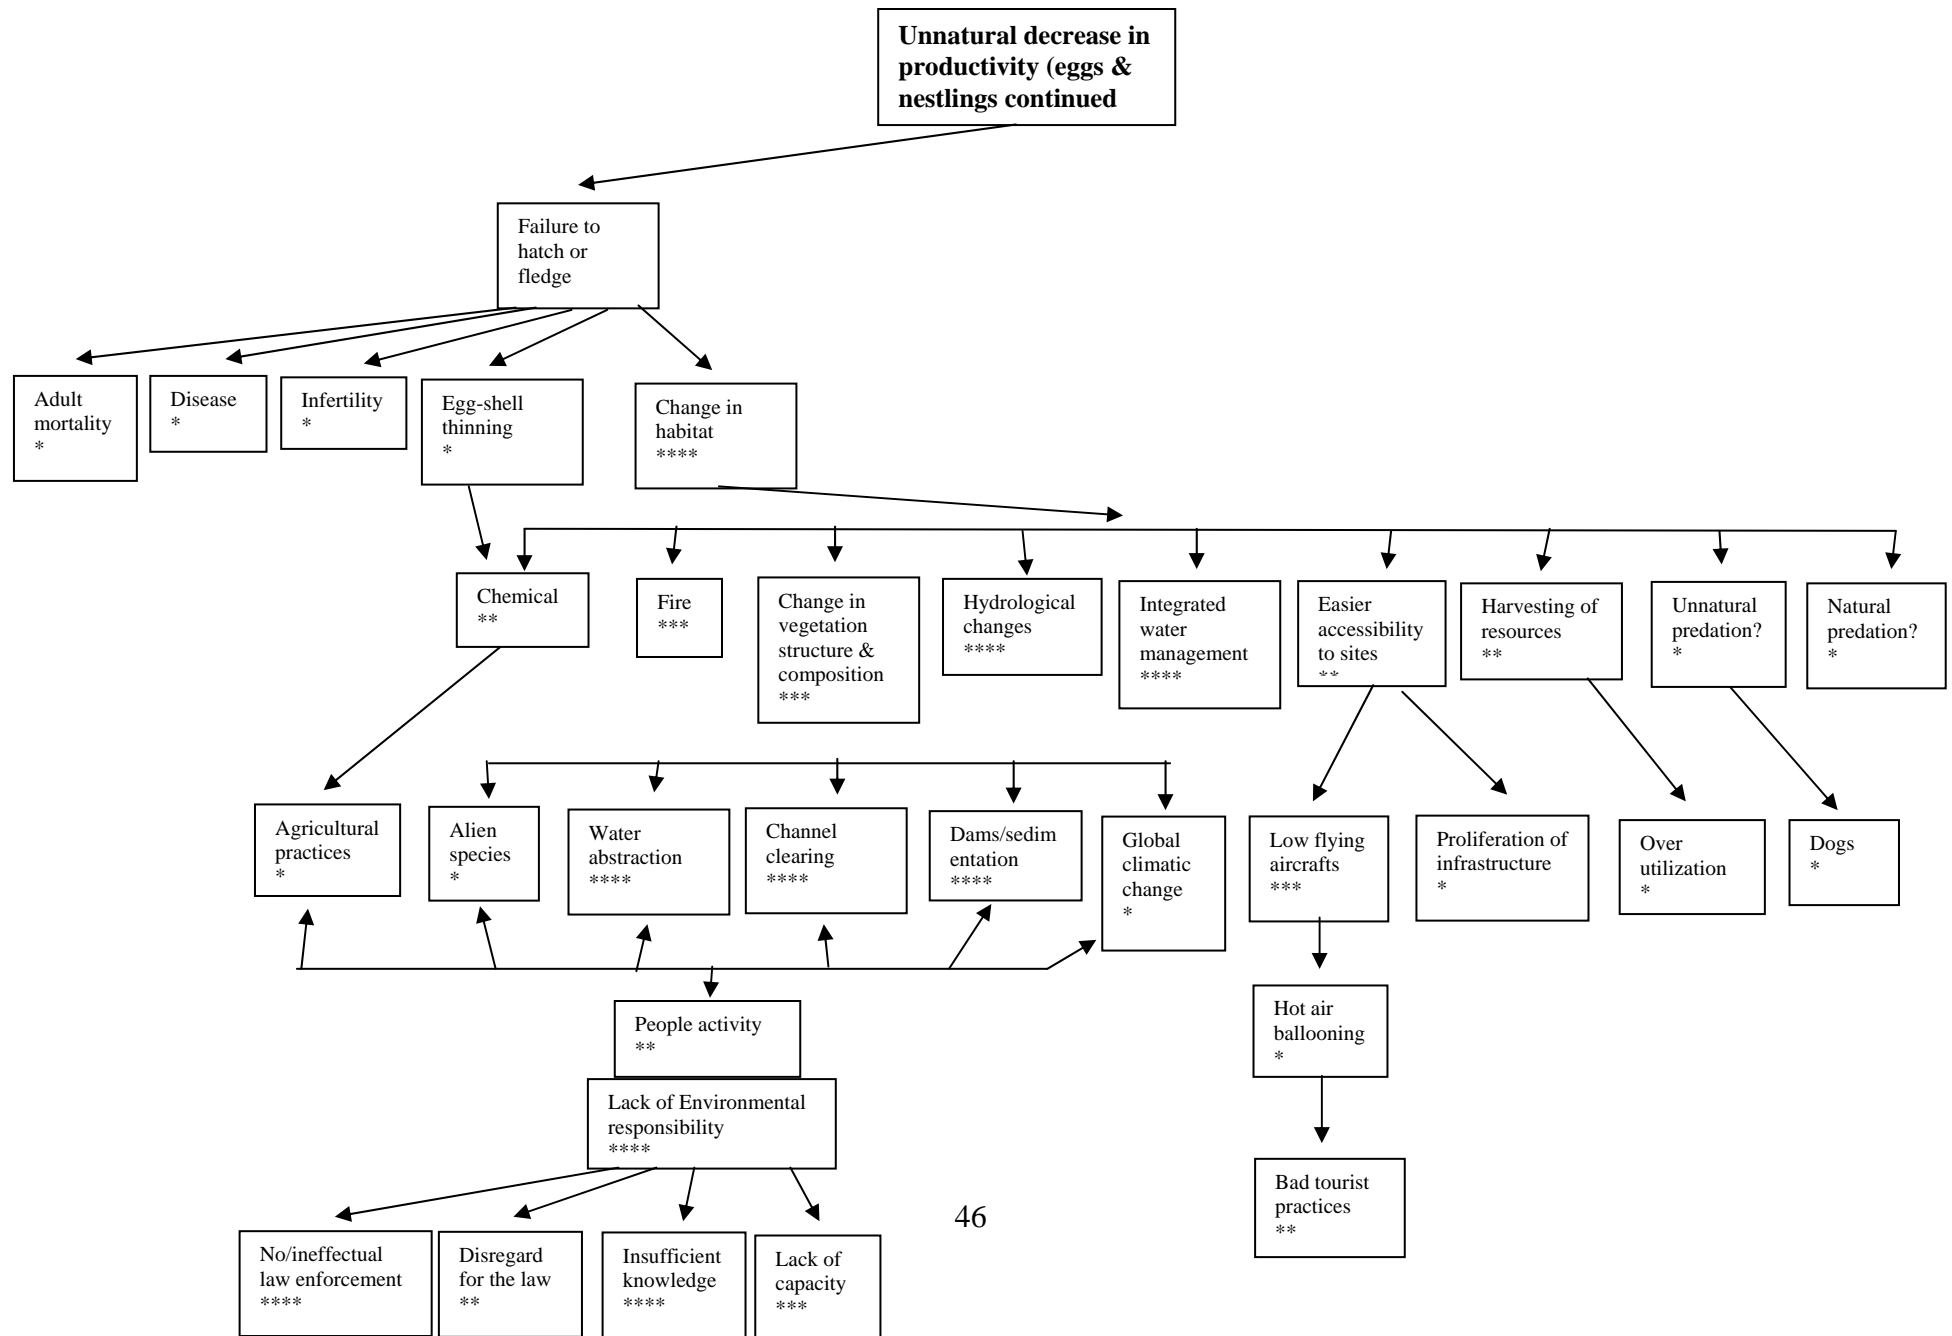 Unnatural decrease in
productivity (eggs &
nestlings continued
Failure to
hatch or
fledge
Adult
mortality
*
Disease
*
Infertility
*
Egg-shell
thinning
*
Change in
habitat
****
Chemical
**
Fire
***
Change in
vegetation
structure &
composition
***
Hydrological
changes
****
Integrated
water
management
****
Easier
accessibility
to sites
**
Harvesting of
resources
**
Unnatural
predation?
*
Natural
predation?
*
Agricultural
practices
*
Alien
species
*
Water
abstraction
****
Channel
clearing
****
Dams/sedim
entation
****
Global
climatic
change
*
Low flying
aircrafts
***
Proliferation of
infrastructure
*
Over
utilization
*
Dogs
*
People activity
**
Hot air
ballooning
*
Lack of Environmental
responsibility
****
Bad tourist
practices
**
No/ineffectual
law enforcement
****
Disregard
for the law
**
Insufficient
knowledge
****
Lack of
capacity
***
46